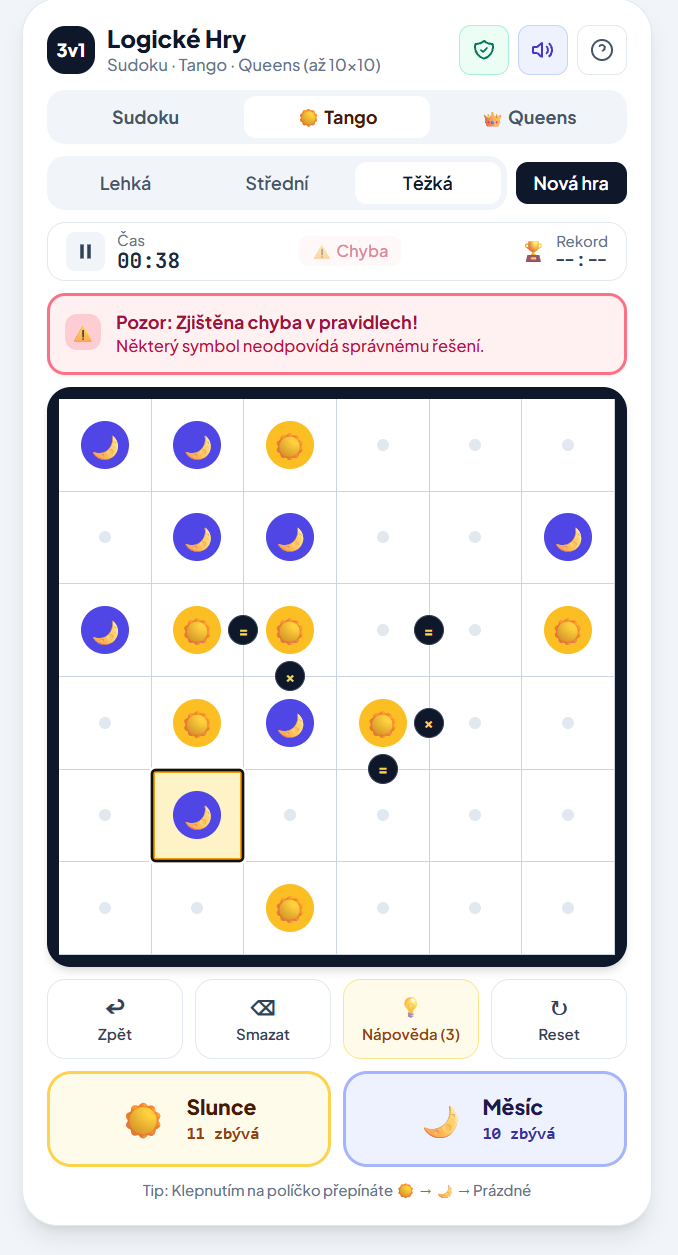 3v1
Logické Hry
Sudoku · Tango · Queens (až 10×10)
Sudoku
Tango
Queens
Lehká
Střední
Těžká
Nová hra
Čas
00:38
Chyba
Rekord
--:--
Pozor: Zjištěna chyba v pravidlech!
Některý symbol neodpovídá správnému řešení.
=
=
×
×
=
Zpět
Smazat
Nápověda (3)
Reset
Slunce
11 zbývá
Měsíc
10 zbývá
Tip: Klepnutím na políčko přepínáte ☀️ → 🌙 → Prázdné